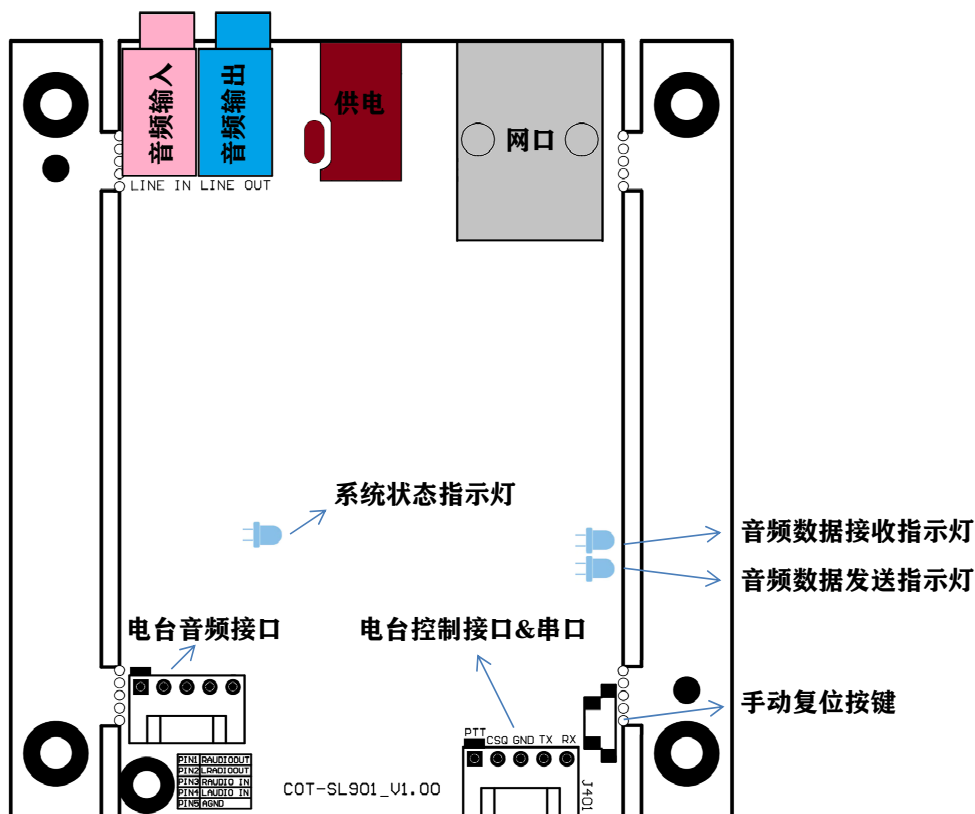 音频输入
音频输出
供电
网口
LINE IN LINE OUT
系统状态指示灯
音频数据接收指示灯
音频数据发送指示灯
电台音频接口
电台控制接口&串口
手动复位按键
PTT CSQ GND TX RX
PIN1 RAUDIOOUT
PIN2 LRADIOOUT
PIN3 RAUDIO IN
PIN4 LAUDIO IN
PIN5 AGND
COT-SL901_V1.00
J401